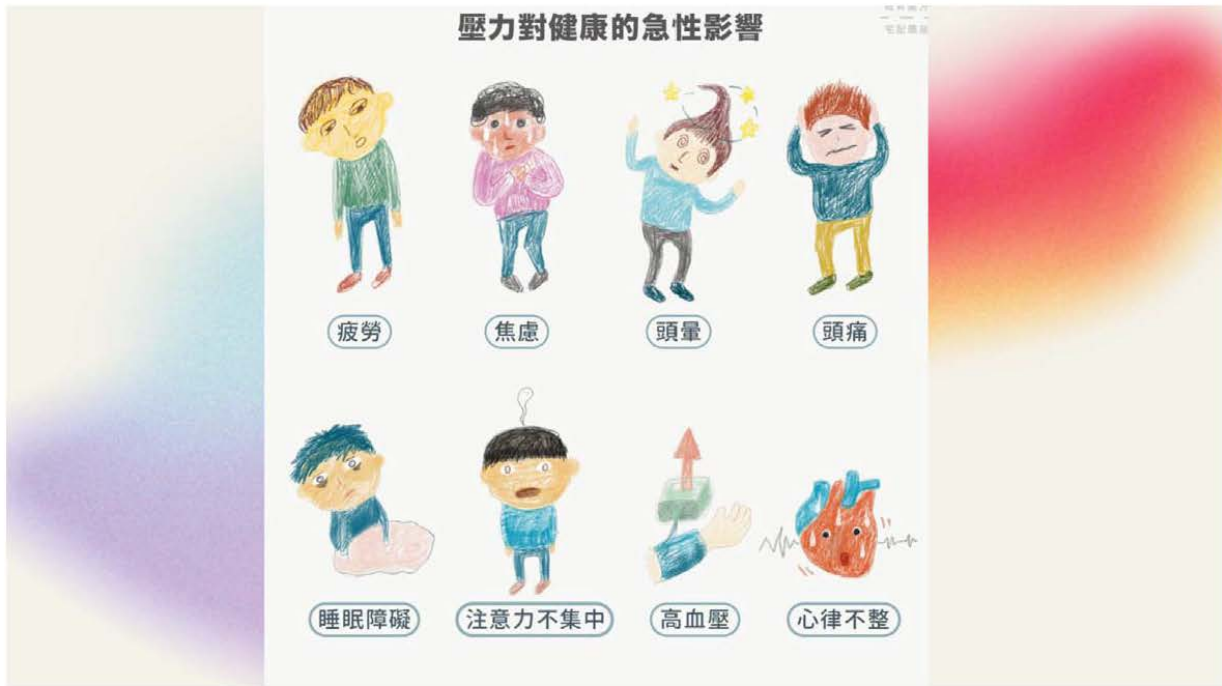 壓力對健康的急性影響
疲勞
焦慮
頭暈
頭痛
睡眠障礙
注意力不集中
高血壓
心律不整